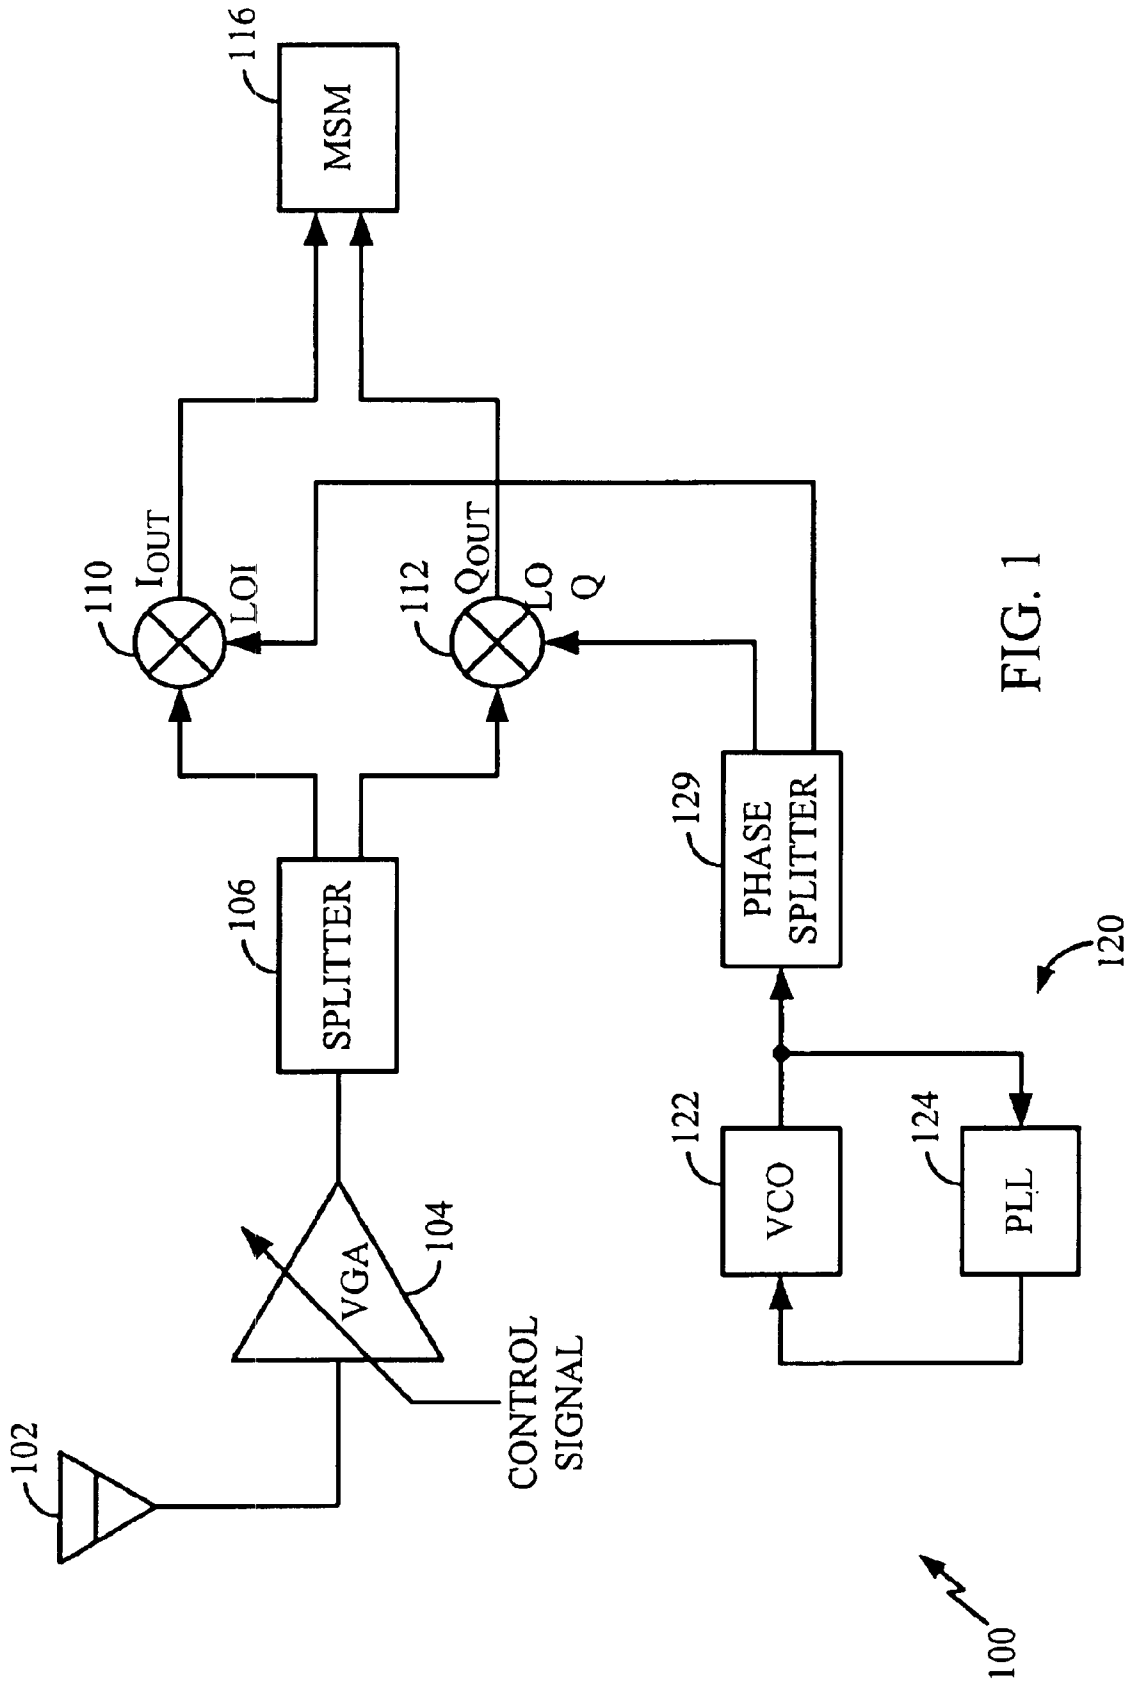 102
VGA
104
CONTROL
SIGNAL
106
SPLITTER
110
IOUT
LOI
112
QOUT
LO
Q
116
MSM
122
VCO
124
PLL
129
PHASE
SPLITTER
120
100
FIG. 1